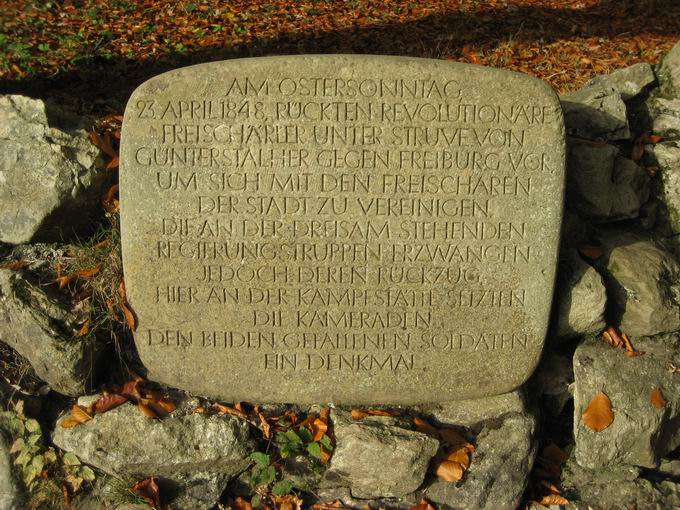 AM OSTERSONNTAG,
23. APRIL 1848, RÜCKTEN REVOLUTIONÄRE
FREISCHÄRLER UNTER STRUVE VON
GÜNTERSTAL HER GEGEN FREIBURG VOR,
UM SICH MIT DEN FREISCHAREN
DER STADT ZU VEREINIGEN.
DIE AN DER DREISAM STEHENDEN
REGIERUNGSTRUPPEN ERZWANGEN
JEDOCH DEREN RÜCKZUG.
HIER AN DER KAMPFSTÄTTE SETZTEN
DIE KAMERADEN
DEN BEIDEN GEFALLENEN SOLDATEN
EIN DENKMAL